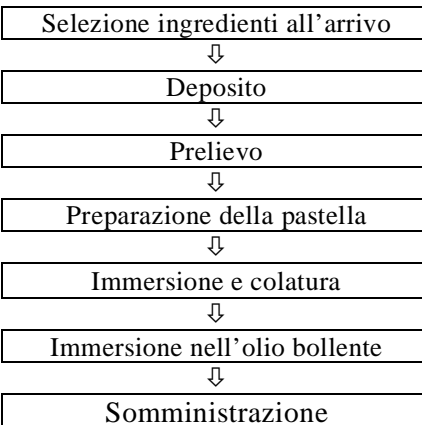 Selezione ingredienti all’arrivo
⇩
Deposito
⇩
Prelievo
⇩
Preparazione della pastella
⇩
Immersione e colatura
⇩
Immersione nell’olio bollente
⇩
Somministrazione